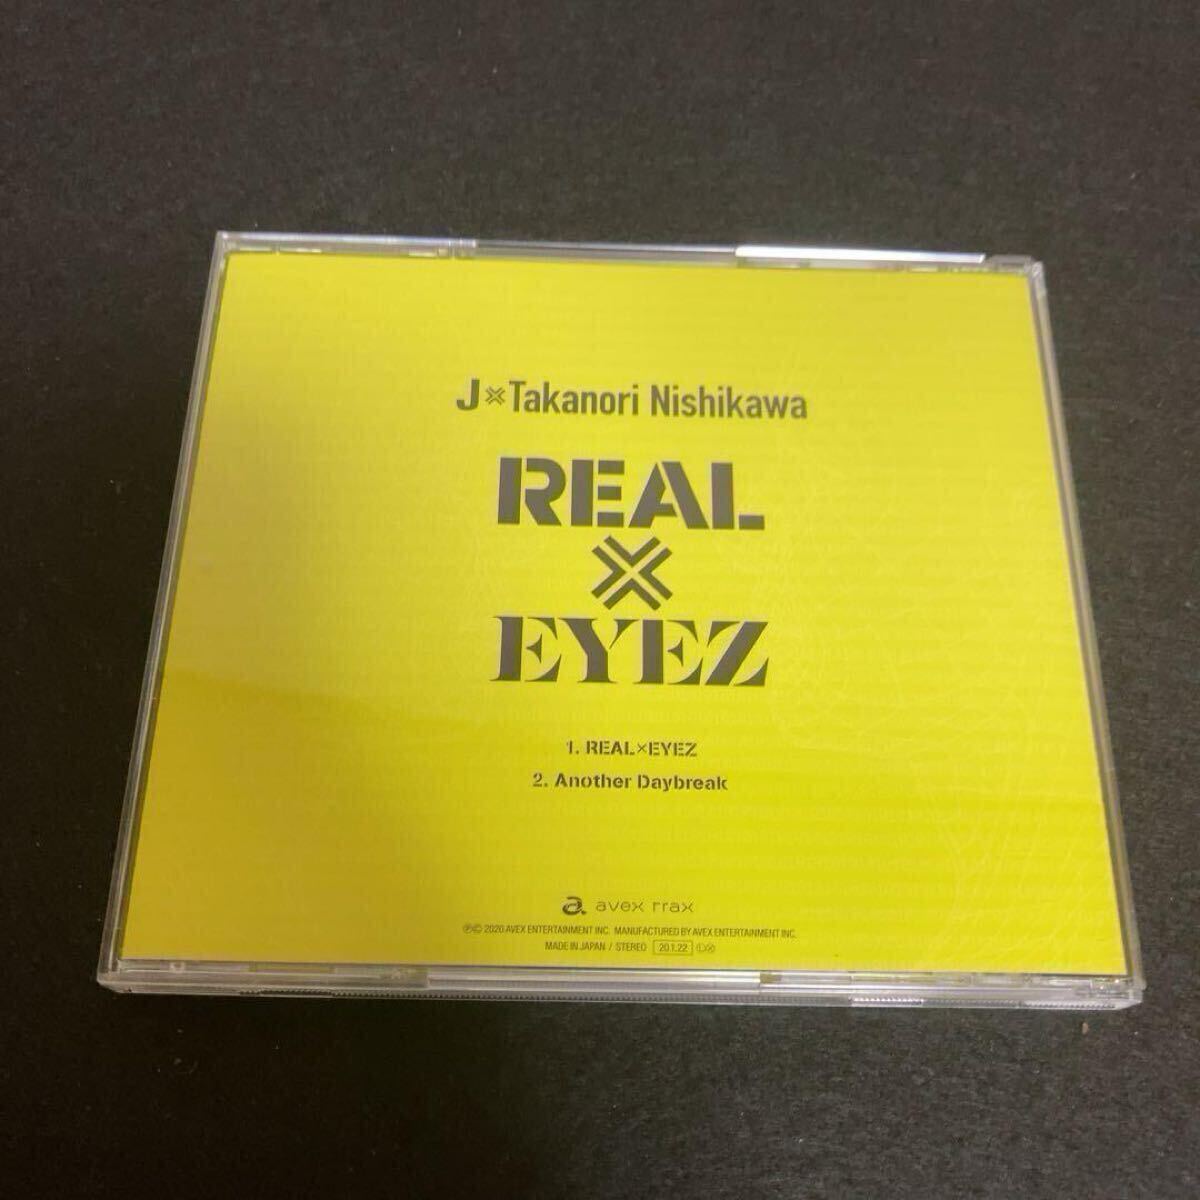 J×Takanori Nishikawa
REAL
×
EYEZ
1. REAL×EYEZ
2. Another Daybreak
a. avex trax
Ⓟ© 2020 AVEX ENTERTAINMENT INC. MANUFACTURED BY AVEX ENTERTAINMENT INC.
MADE IN JAPAN / STEREO 20.1.22 Ⓛ